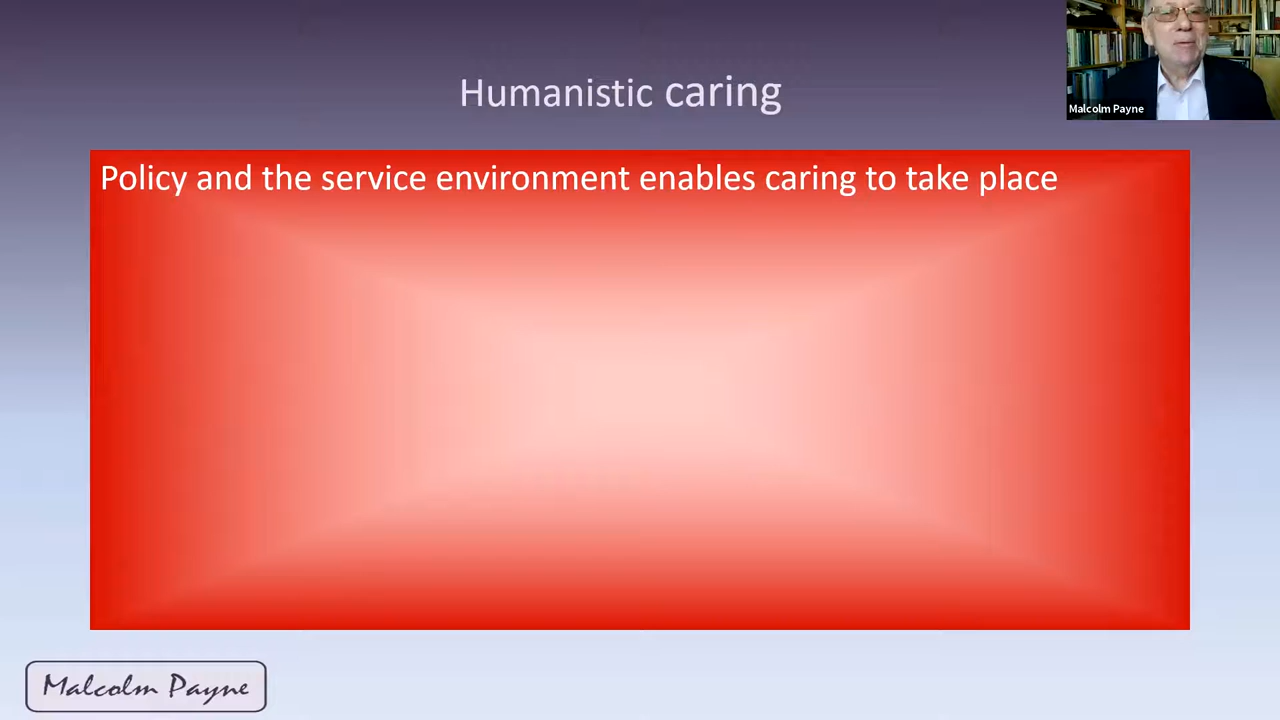 Humanistic caring
Malcolm Payne
Policy and the service environment enables caring to take place
Malcolm Payne